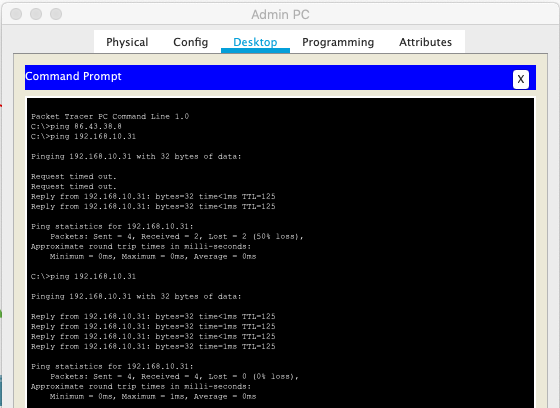 Admin PC
Physical Config Desktop Programming Attributes
Command Prompt
X
Packet Tracer PC Command Line 1.0
C:\>ping 86.43.38.8
C:\>ping 192.168.10.31
Pinging 192.168.10.31 with 32 bytes of data:
Request timed out.
Request timed out.
Reply from 192.168.10.31: bytes=32 time<1ms TTL=125
Reply from 192.168.10.31: bytes=32 time<1ms TTL=125
Ping statistics for 192.168.10.31:
Packets: Sent = 4, Received = 2, Lost = 2 (50% loss),
Approximate round trip times in milli-seconds:
Minimum = 0ms, Maximum = 0ms, Average = 0ms
C:\>ping 192.168.10.31
Pinging 192.168.10.31 with 32 bytes of data:
Reply from 192.168.10.31: bytes=32 time<1ms TTL=125
Reply from 192.168.10.31: bytes=32 time=1ms TTL=125
Reply from 192.168.10.31: bytes=32 time<1ms TTL=125
Reply from 192.168.10.31: bytes=32 time=1ms TTL=125
Ping statistics for 192.168.10.31:
Packets: Sent = 4, Received = 4, Lost = 0 (0% loss),
Approximate round trip times in milli-seconds:
Minimum = 0ms, Maximum = 1ms, Average = 0ms